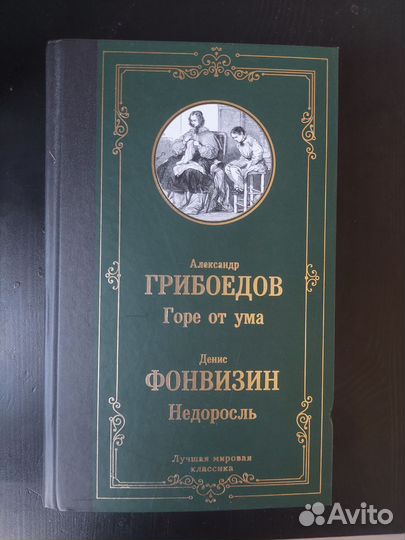 Александр
ГРИБОЕДОВ
Горе от ума
Денис
ФОНВИЗИН
Недоросль
Лучшая мировая
классика
Avito